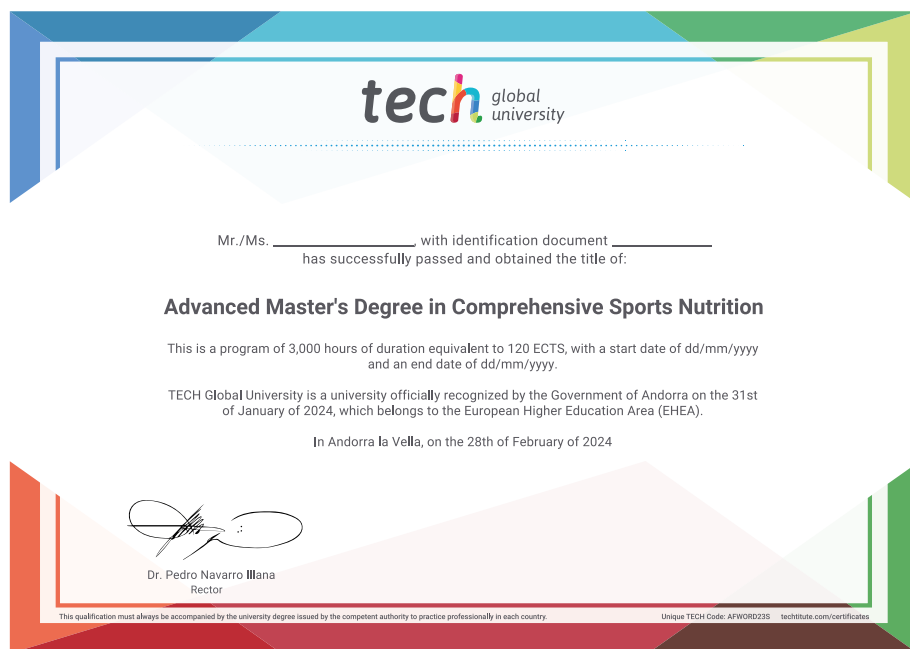 tech global
university
Mr./Ms. ____________, with identification document ____________
has successfully passed and obtained the title of:
Advanced Master's Degree in Comprehensive Sports Nutrition
This is a program of 3,000 hours of duration equivalent to 120 ECTS, with a start date of dd/mm/yyyy
and an end date of dd/mm/yyyy.
TECH Global University is a university officially recognized by the Government of Andorra on the 31st
of January of 2024, which belongs to the European Higher Education Area (EHEA).
In Andorra la Vella, on the 28th of February of 2024
Dr. Pedro Navarro Illana
Rector
This qualification must always be accompanied by the university degree issued by the competent authority to practice professionally in each country.
Unique TECH Code: AFWORD23S techtitute.com/certificates